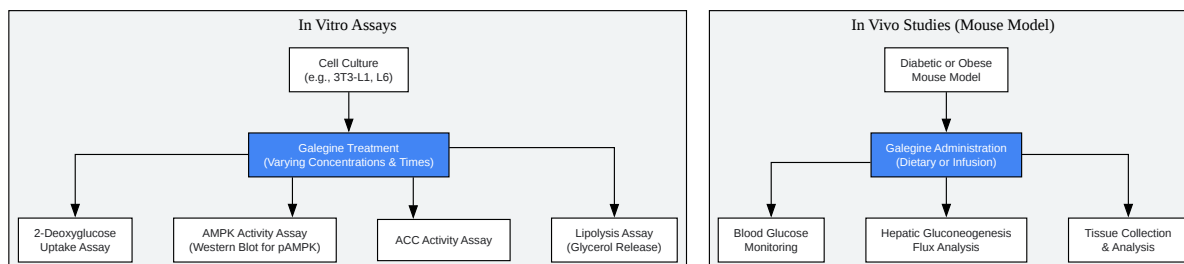 In Vitro Assays
Cell Culture
(e.g., 3T3-L1, L6)
Galegine Treatment
(Varying Concentrations & Times)
2-Deoxyglucose
Uptake Assay
AMPK Activity Assay
(Western Blot for pAMPK)
ACC Activity Assay
Lipolysis Assay
(Glycerol Release)
In Vivo Studies (Mouse Model)
Diabetic or Obese
Mouse Model
Galegine Administration
(Dietary or Infusion)
Blood Glucose
Monitoring
Hepatic Gluconeogenesis
Flux Analysis
Tissue Collection
& Analysis